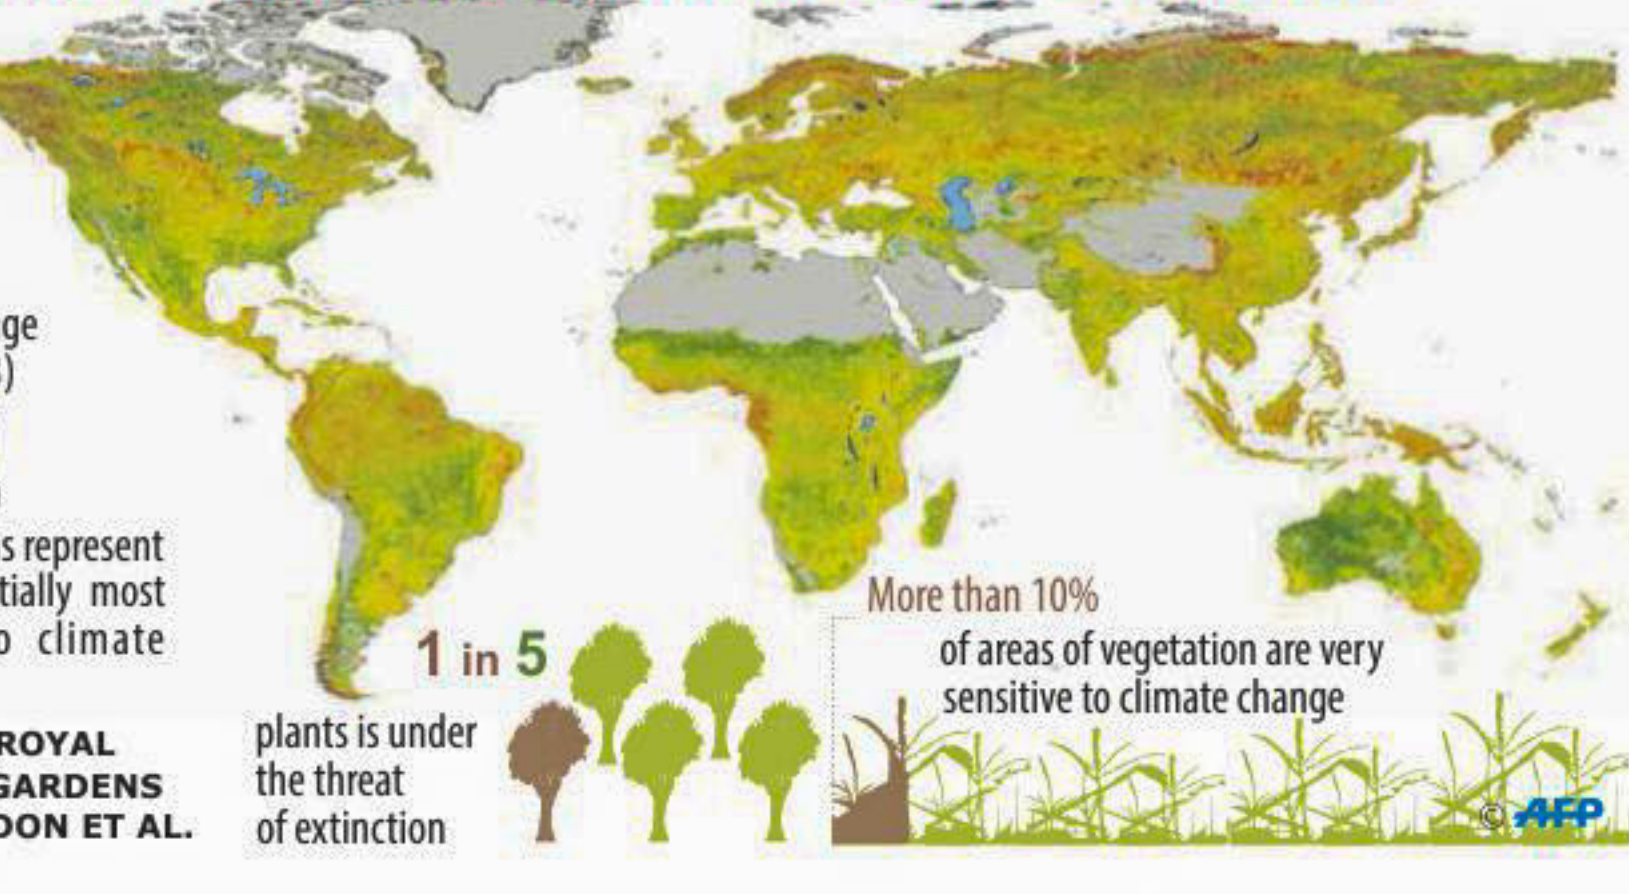 ge
s)
s represent
tially most
o climate
ROYAL
GARDENS
DON ET AL.
1 in 5
plants is under
the threat
of extinction
More than 10%
of areas of vegetation are very
sensitive to climate change
© AFP